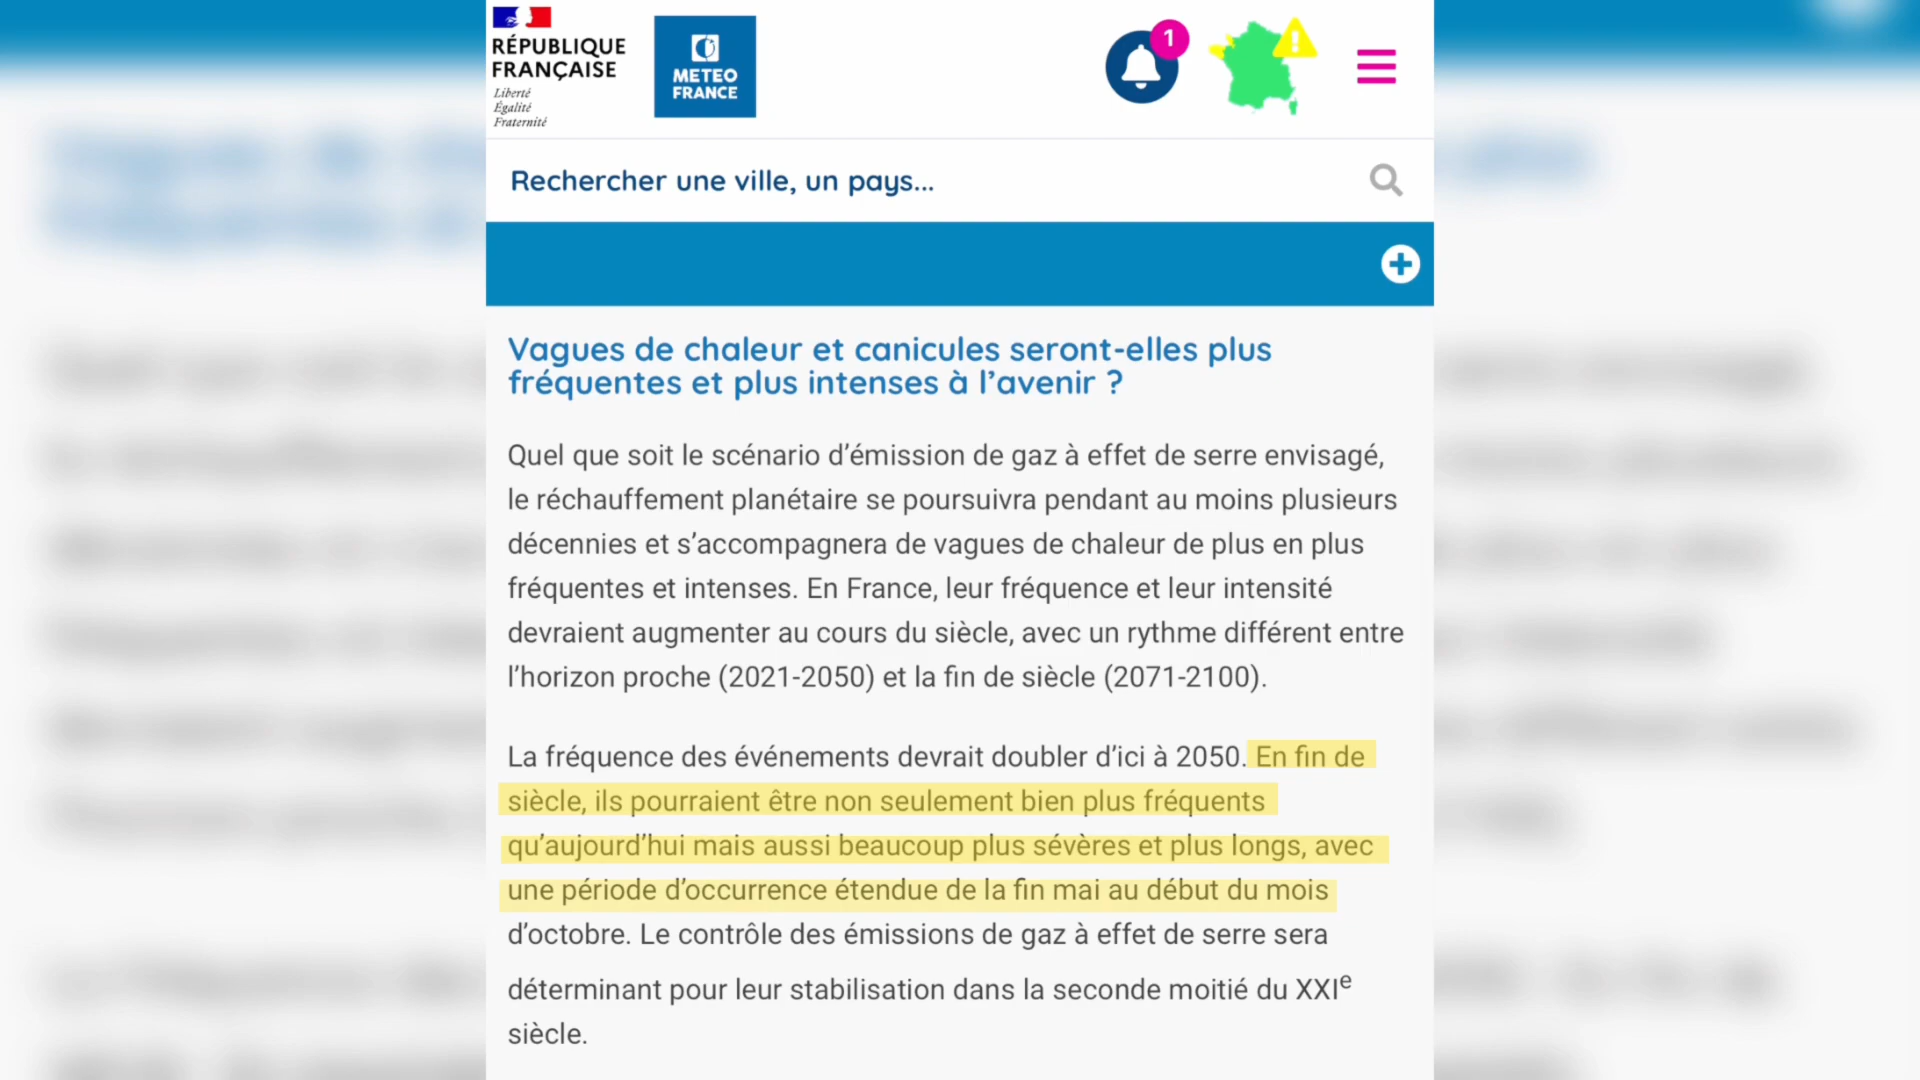 RÉPUBLIQUE
FRANÇAISE
Liberté
Égalité
Fraternité
METEO
FRANCE
1
Rechercher une ville, un pays...
Vagues de chaleur et canicules seront-elles plus
fréquentes et plus intenses à l’avenir ?
Quel que soit le scénario d’émission de gaz à effet de serre envisagé,
le réchauffement planétaire se poursuivra pendant au moins plusieurs
décennies et s’accompagnera de vagues de chaleur de plus en plus
fréquentes et intenses. En France, leur fréquence et leur intensité
devraient augmenter au cours du siècle, avec un rythme différent entre
l’horizon proche (2021-2050) et la fin de siècle (2071-2100).
La fréquence des événements devrait doubler d’ici à 2050. En fin de
siècle, ils pourraient être non seulement bien plus fréquents
qu’aujourd’hui mais aussi beaucoup plus sévères et plus longs, avec
une période d’occurrence étendue de la fin mai au début du mois
d’octobre. Le contrôle des émissions de gaz à effet de serre sera
déterminant pour leur stabilisation dans la seconde moitié du XXIe
siècle.